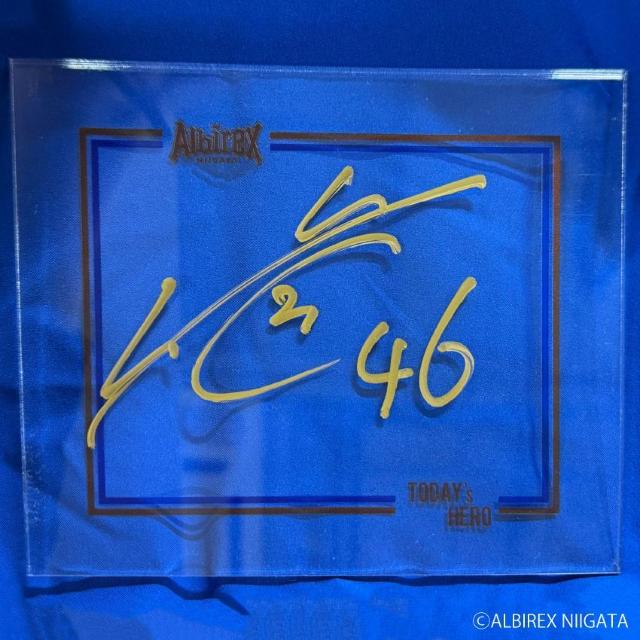 Albirex
NIIGATA
46
TODAY's
HERO
©ALBIREX NIIGATA